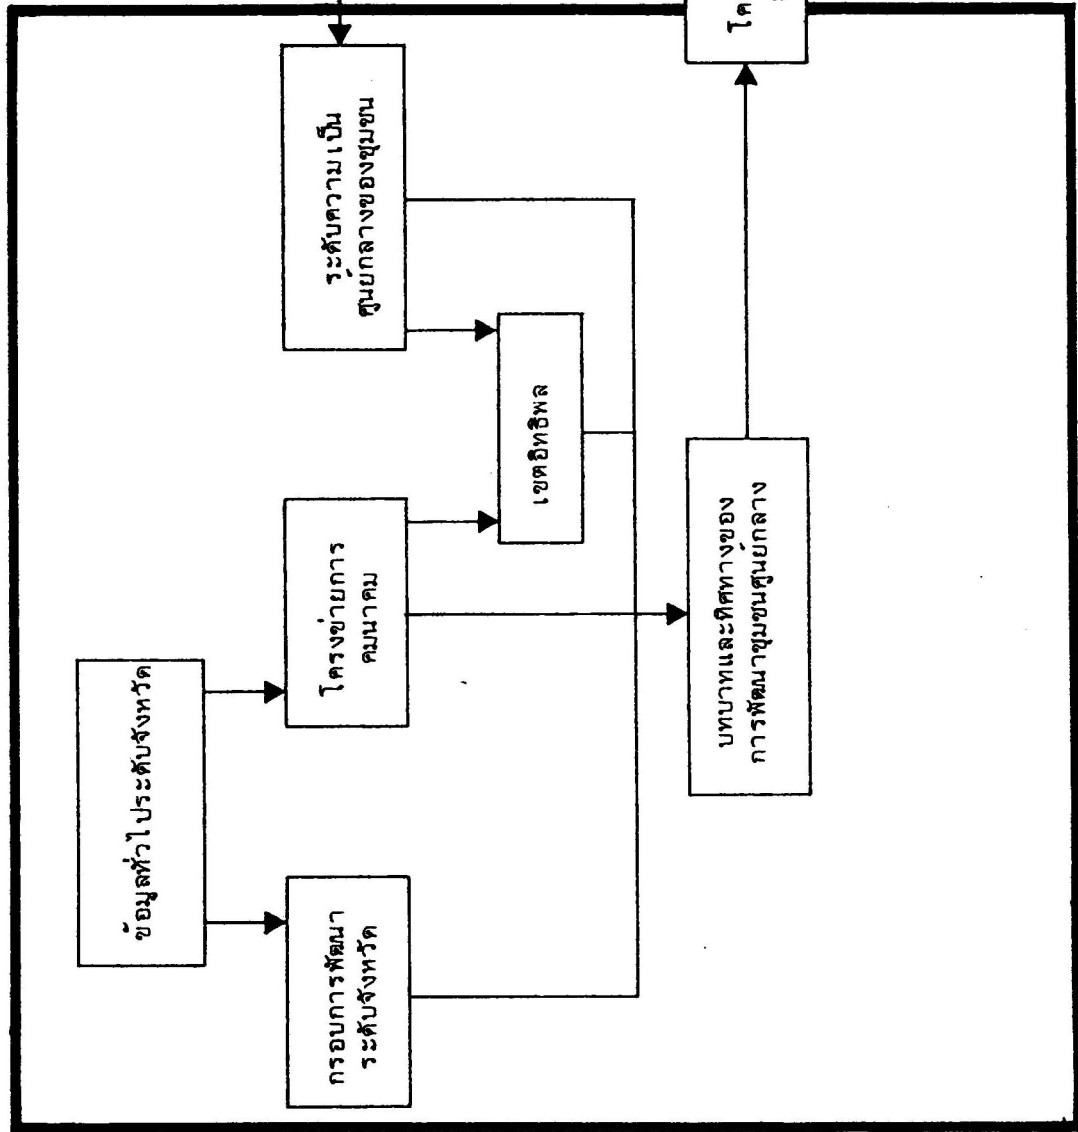 ข้อมูลทั่วไประดับจังหวัด
กรอบการพัฒนา
ระดับจังหวัด
โครงข่ายการ
คมนาคม
ระดับความเป็น
ศูนย์กลางของชุมชน
เขตอิทธิพล
บทบาทและทิศทางของ
การพัฒนาชุมชนศูนย์กลาง